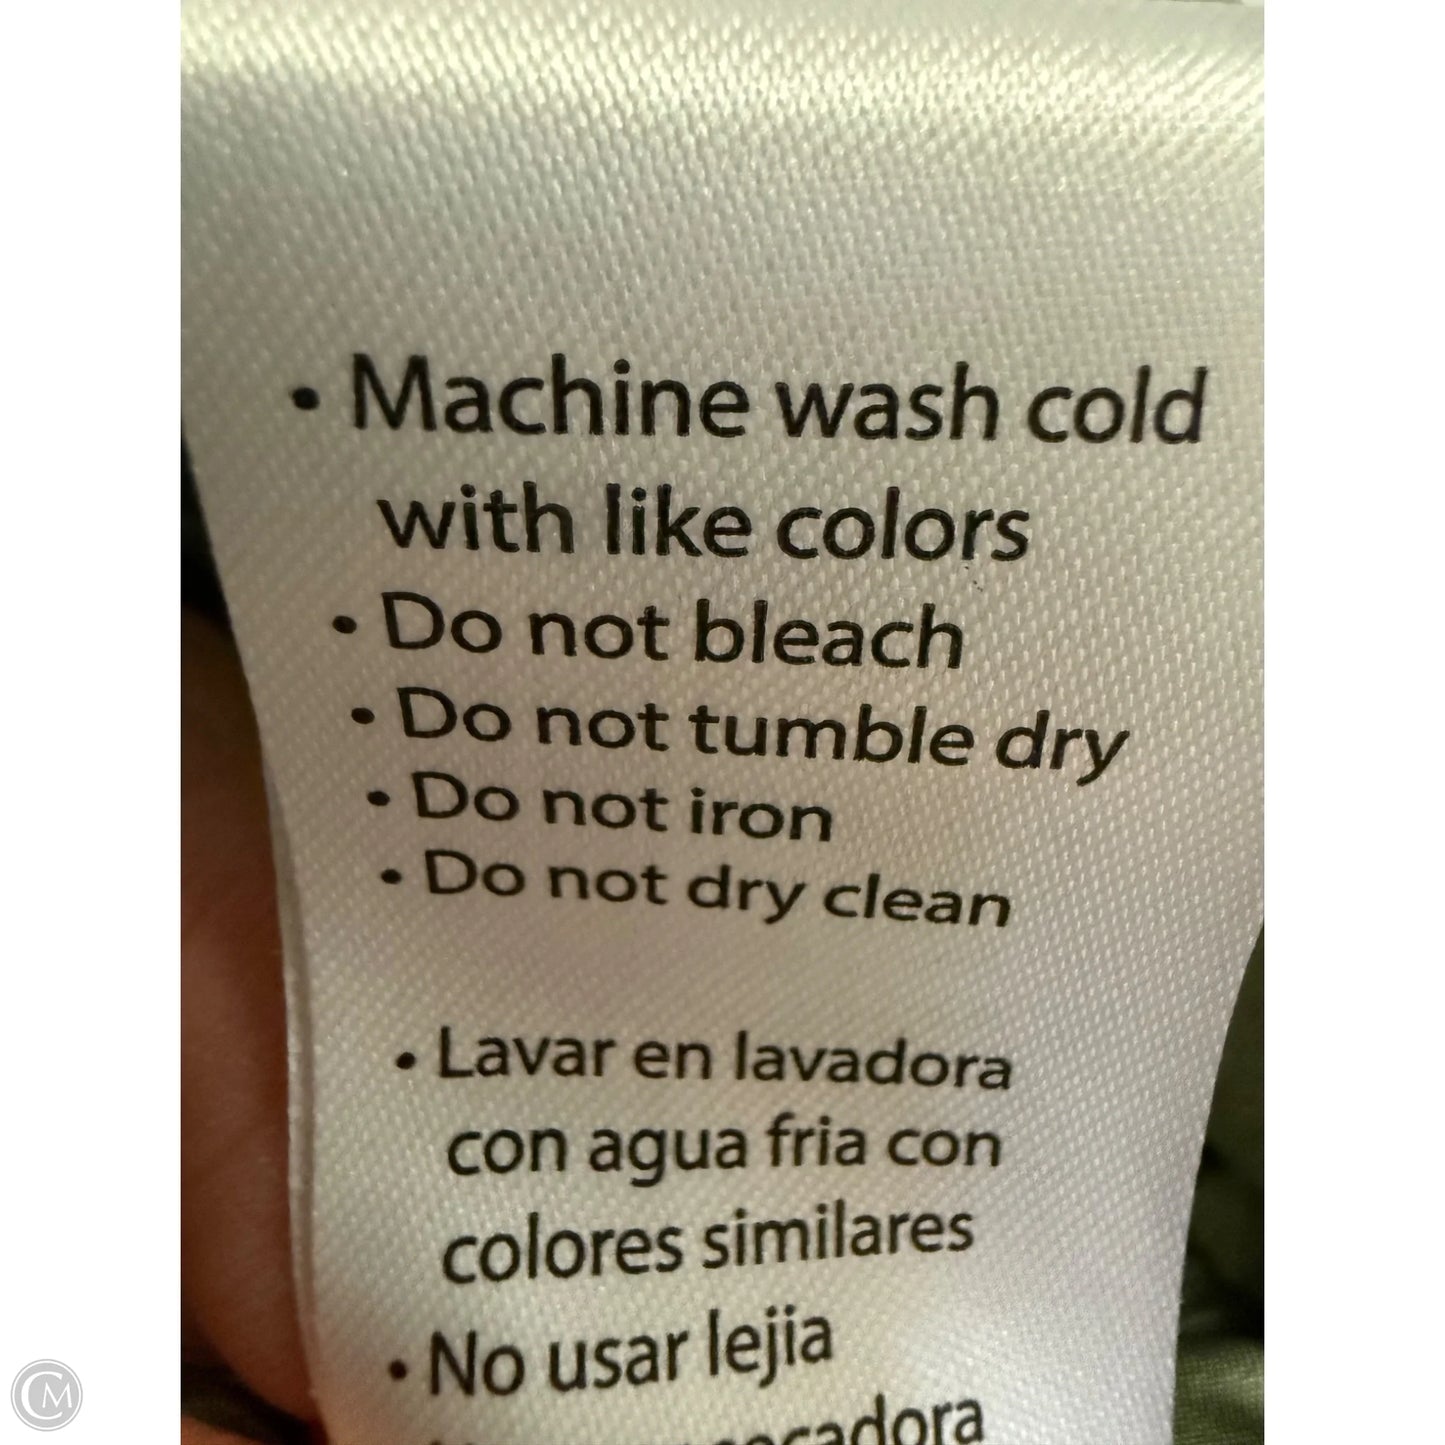 • Machine wash cold
with like colors
• Do not bleach
• Do not tumble dry
• Do not iron
• Do not dry clean
• Lavar en lavadora
con agua fria con
colores similares
• No usar lejia
CM